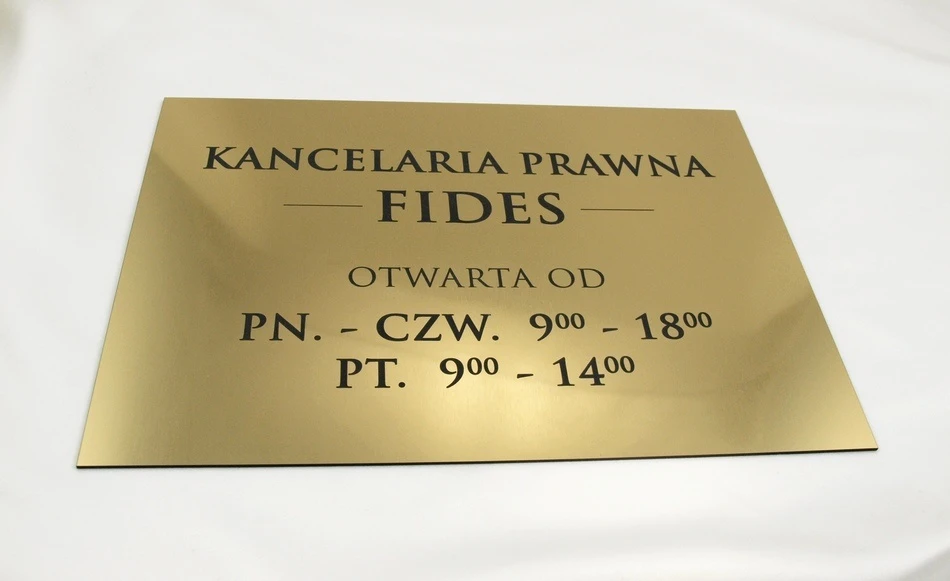 KANCELARIA PRAWNA
FIDES
OTWARTA OD
PN. - CZW. 9⁰⁰ - 18⁰⁰
PT. 9⁰⁰ - 14⁰⁰